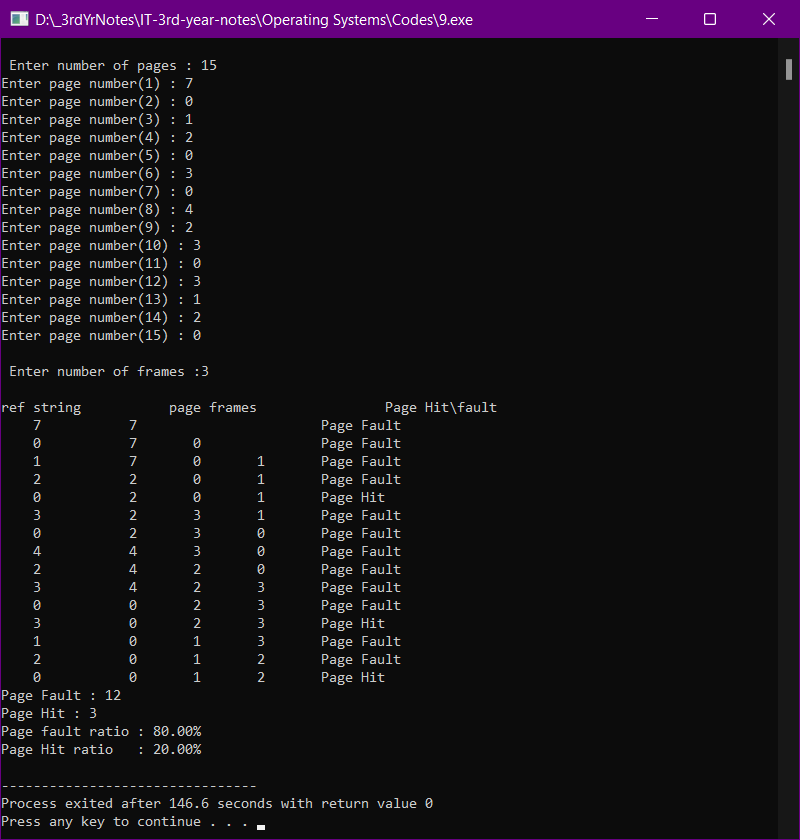 D:\_3rdYrNotes\IT-3rd-year-notes\Operating Systems\Codes\9.exe
Enter number of pages : 15
Enter page number(1) : 7
Enter page number(2) : 0
Enter page number(3) : 1
Enter page number(4) : 2
Enter page number(5) : 0
Enter page number(6) : 3
Enter page number(7) : 0
Enter page number(8) : 4
Enter page number(9) : 2
Enter page number(10) : 3
Enter page number(11) : 0
Enter page number(12) : 3
Enter page number(13) : 1
Enter page number(14) : 2
Enter page number(15) : 0
Enter number of frames :3
ref string           page frames                Page Hit\fault
    7           7                       Page Fault
    0           7       0               Page Fault
    1           7       0       1       Page Fault
    2           2       0       1       Page Fault
    0           2       0       1       Page Hit
    3           2       3       1       Page Fault
    0           2       3       0       Page Fault
    4           4       3       0       Page Fault
    2           4       2       0       Page Fault
    3           4       2       3       Page Fault
    0           0       2       3       Page Fault
    3           0       2       3       Page Hit
    1           0       1       3       Page Fault
    2           0       1       2       Page Fault
    0           0       1       2       Page Hit
Page Fault : 12
Page Hit : 3
Page fault ratio : 80.00%
Page Hit ratio   : 20.00%
--------------------------------
Process exited after 146.6 seconds with return value 0
Press any key to continue . . .